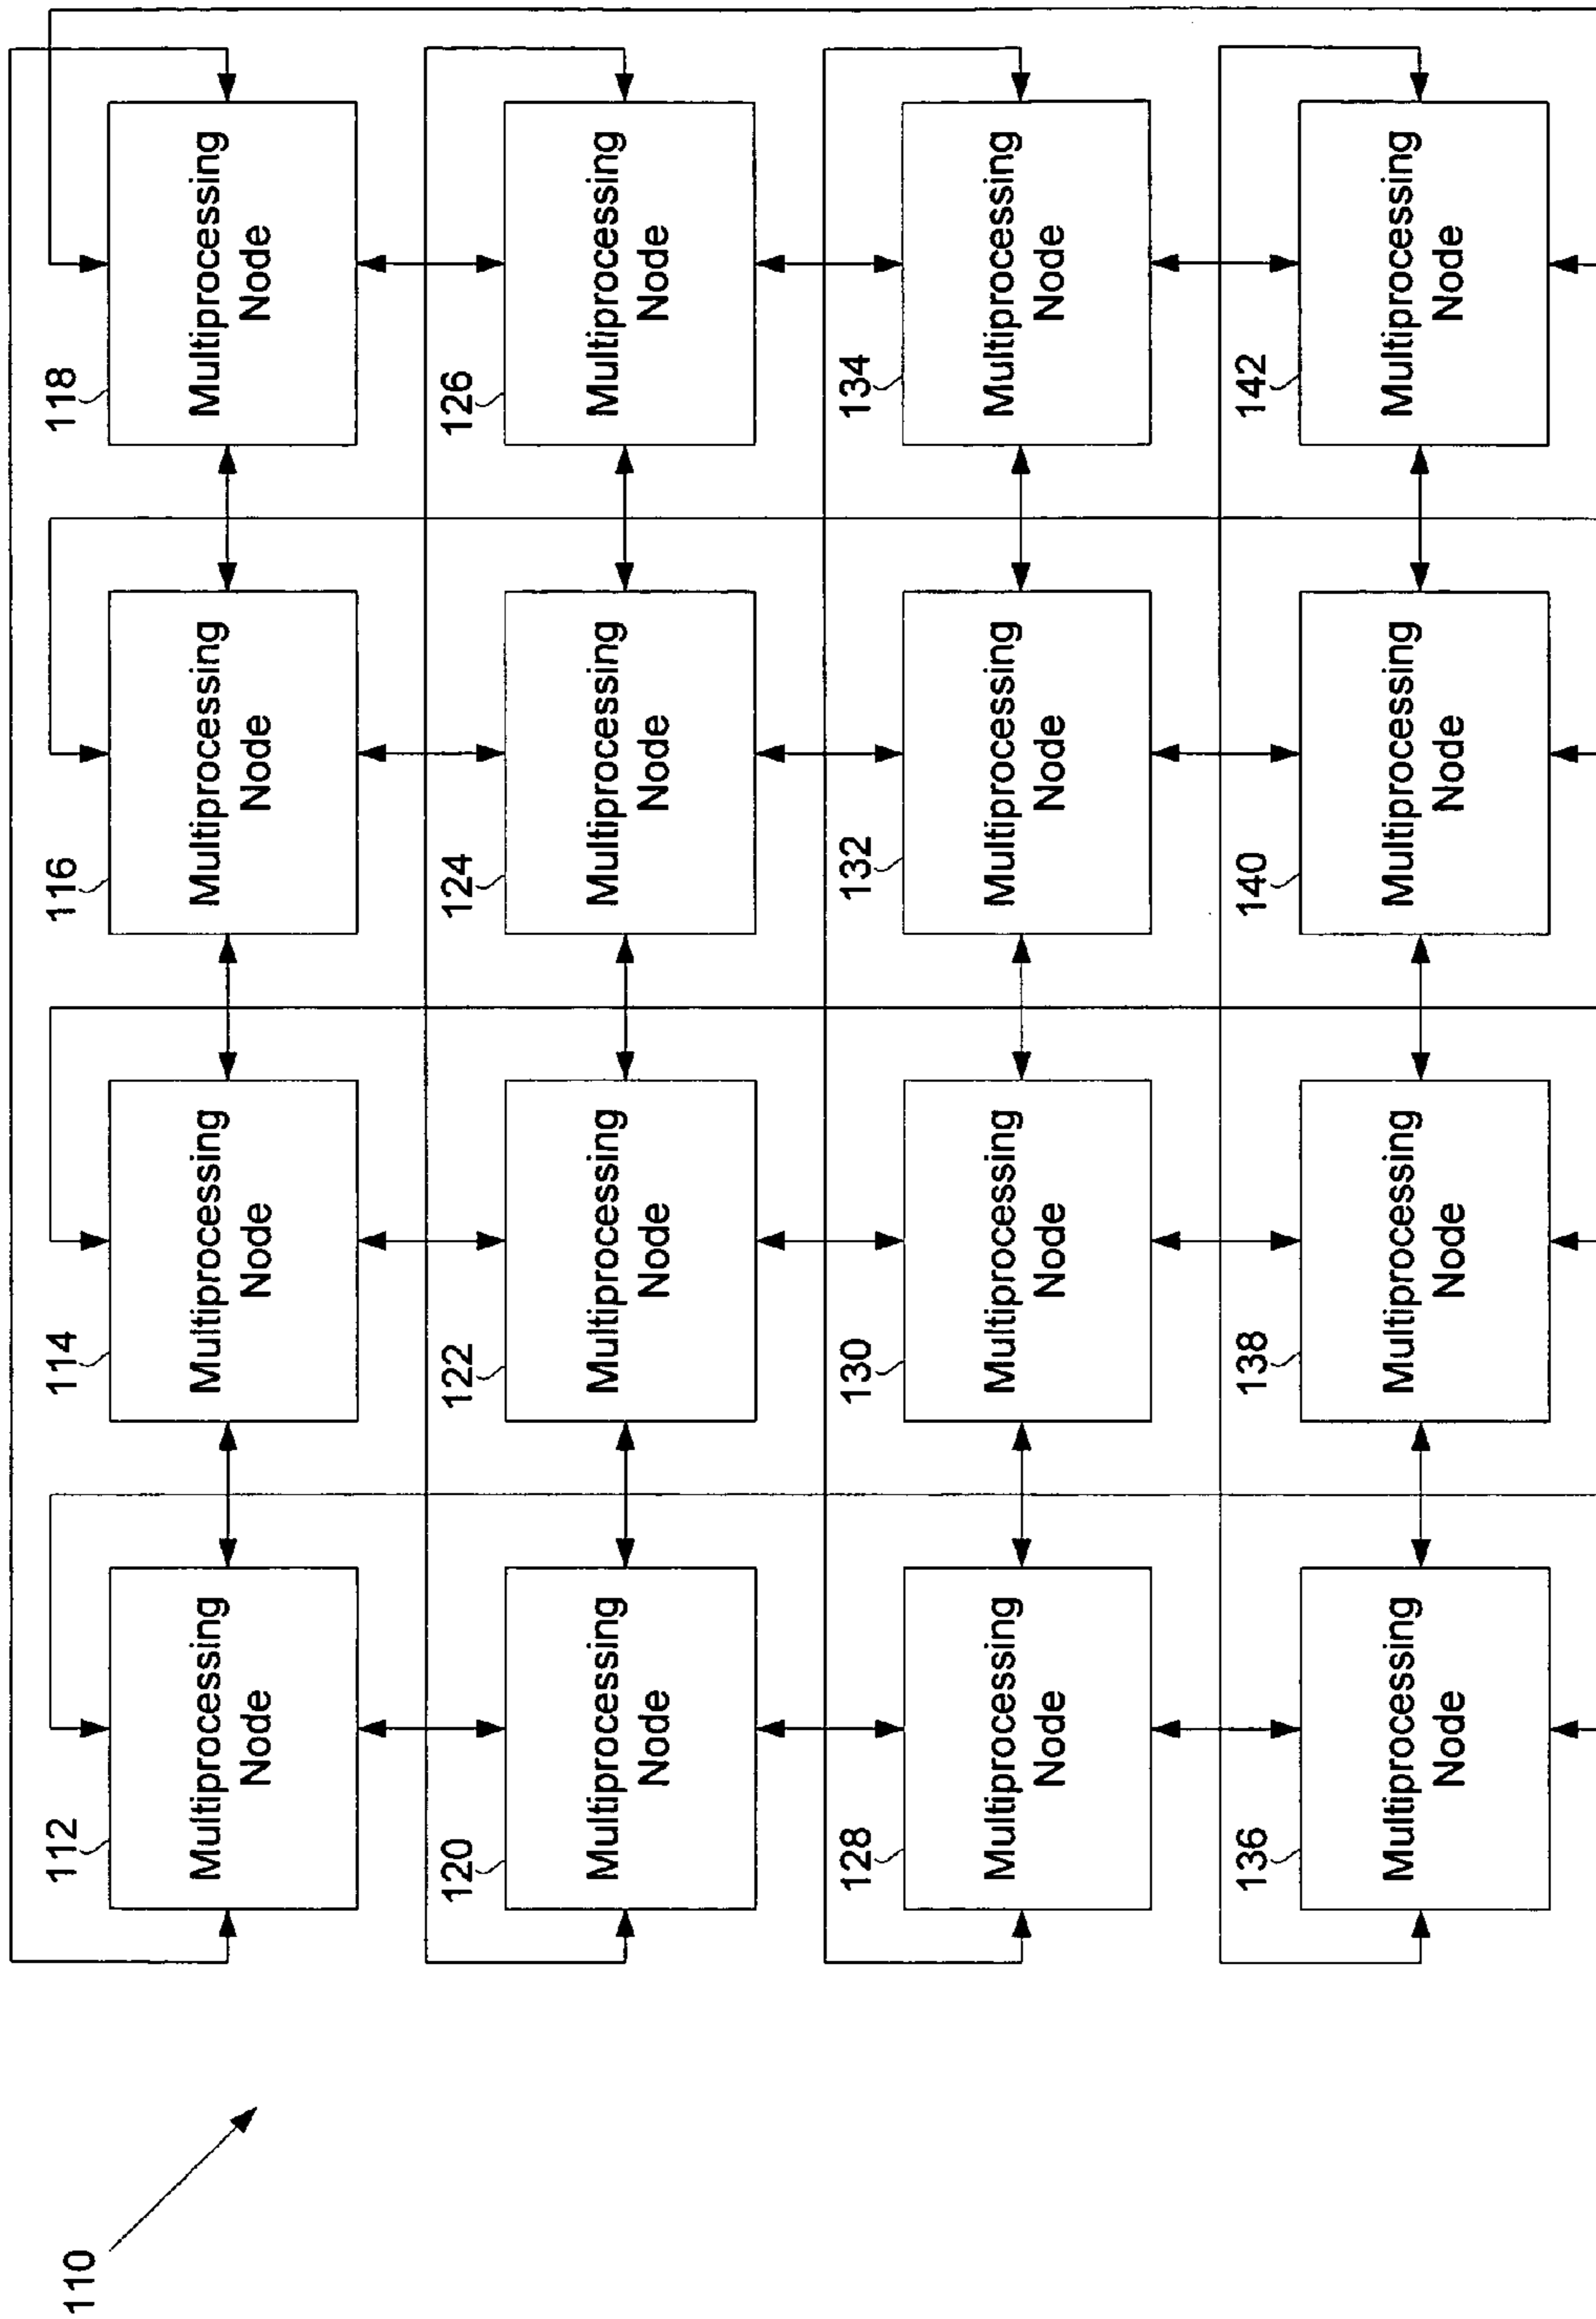 110
112
Multiprocessing
Node
114
Multiprocessing
Node
116
Multiprocessing
Node
118
Multiprocessing
Node
120
Multiprocessing
Node
122
Multiprocessing
Node
124
Multiprocessing
Node
126
Multiprocessing
Node
128
Multiprocessing
Node
130
Multiprocessing
Node
132
Multiprocessing
Node
134
Multiprocessing
Node
136
Multiprocessing
Node
138
Multiprocessing
Node
140
Multiprocessing
Node
142
Multiprocessing
Node